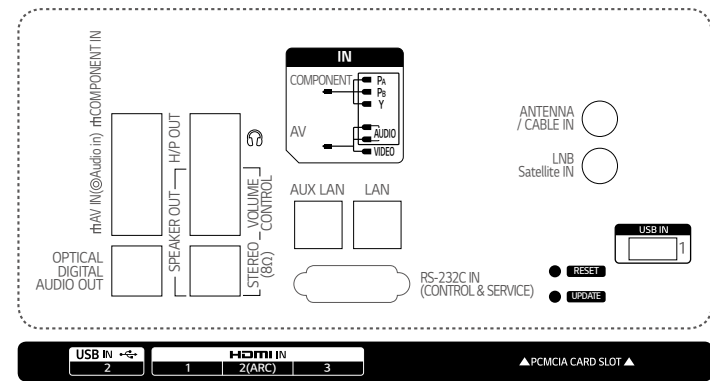 IN
COMPONENT
PA
PB
Y
AV
AUDIO
VIDEO
AV IN(Audio in)
COMPONENT IN
H/P OUT
SPEAKER OUT
STEREO
(8Ω)
VOLUME
CONTROL
OPTICAL
DIGITAL
AUDIO OUT
AUX LAN
LAN
RS-232C IN
(CONTROL & SERVICE)
ANTENNA
/ CABLE IN
LNB
Satellite IN
USB IN
1
RESET
UPDATE
USB IN
2
HDMI IN
1
2(ARC)
3
▲PCMCIA CARD SLOT ▲